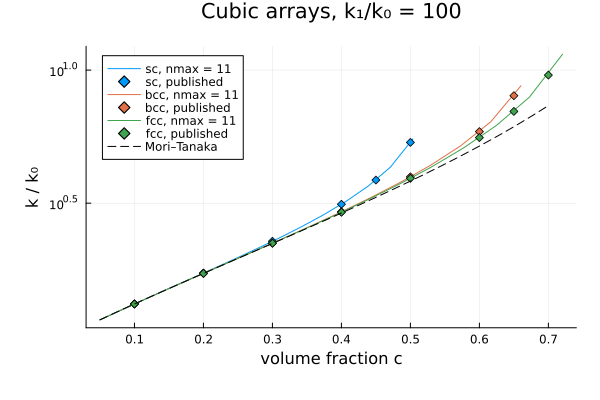 Cubic arrays, k₁/k₀ = 100
k / k₀
10^1.0
10^0.5
sc, nmax = 11
sc, published
bcc, nmax = 11
bcc, published
fcc, nmax = 11
fcc, published
Mori–Tanaka
0.1 0.2 0.3 0.4 0.5 0.6 0.7
volume fraction c